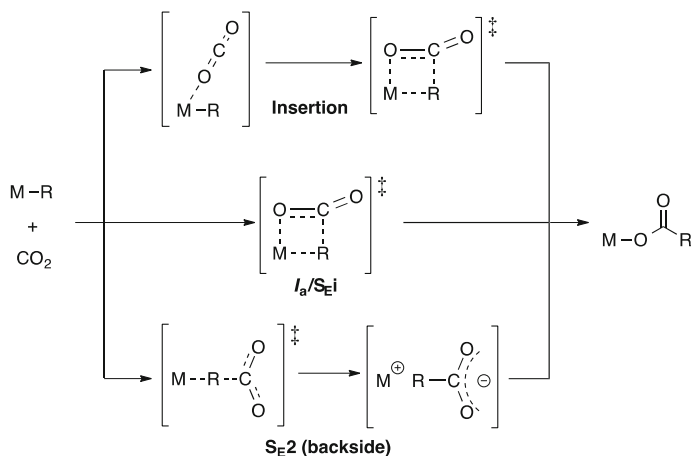 O
C
O
M–R
Insertion
O C O
M R
‡
M–R
+
CO2
O C O
M R
‡
Ia/SEi
O
M O R
M R C
O
O
‡
M⊕ R C
O
O
⊖
SE2 (backside)